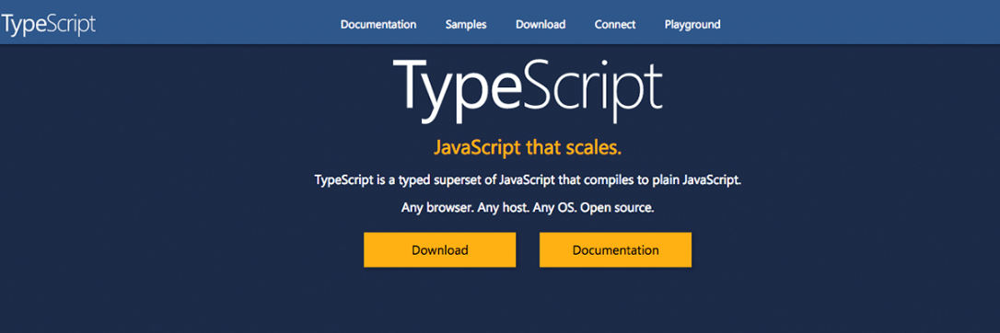 TypeScript Documentation Samples Download Connect Playground
TypeScript
JavaScript that scales.
TypeScript is a typed superset of JavaScript that compiles to plain JavaScript.
Any browser. Any host. Any OS. Open source.
Download Documentation